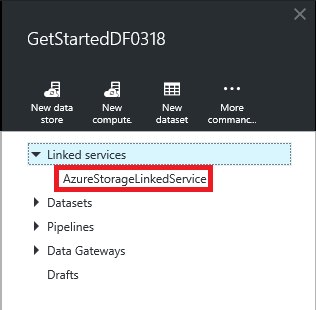 GetStartedDF0318
New data
store
New
compute.
New
dataset
More
commanc...
Linked services
AzureStorageLinkedService
Datasets
Pipelines
Data Gateways
Drafts